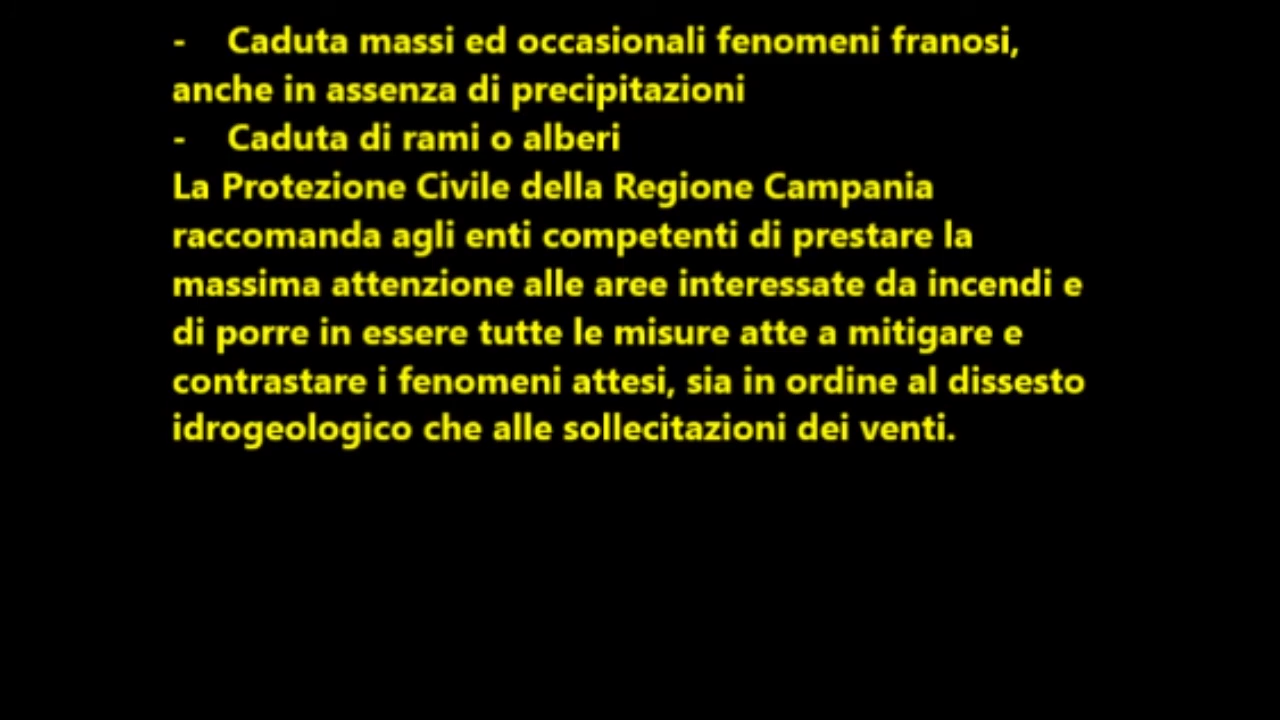 - Caduta massi ed occasionali fenomeni franosi,
anche in assenza di precipitazioni
- Caduta di rami o alberi
La Protezione Civile della Regione Campania
raccomanda agli enti competenti di prestare la
massima attenzione alle aree interessate da incendi e
di porre in essere tutte le misure atte a mitigare e
contrastare i fenomeni attesi, sia in ordine al dissesto
idrogeologico che alle sollecitazioni dei venti.